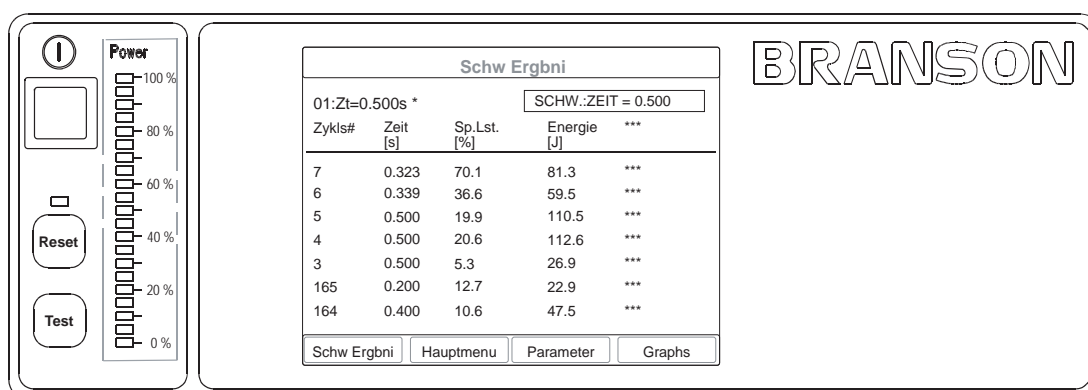 Power
100 %
80 %
60 %
40 %
20 %
0 %
Reset
Test
Schw Ergbni
01:Zt=0.500s *
SCHW.:ZEIT = 0.500
Zykls# Zeit Sp.Lst. Energie ***
[s] [%] [J]
7 0.323 70.1 81.3 ***
6 0.339 36.6 59.5 ***
5 0.500 19.9 110.5 ***
4 0.500 20.6 112.6 ***
3 0.500 5.3 26.9 ***
165 0.200 12.7 22.9 ***
164 0.400 10.6 47.5 ***
Schw Ergbni Hauptmenu Parameter Graphs
BRANSON